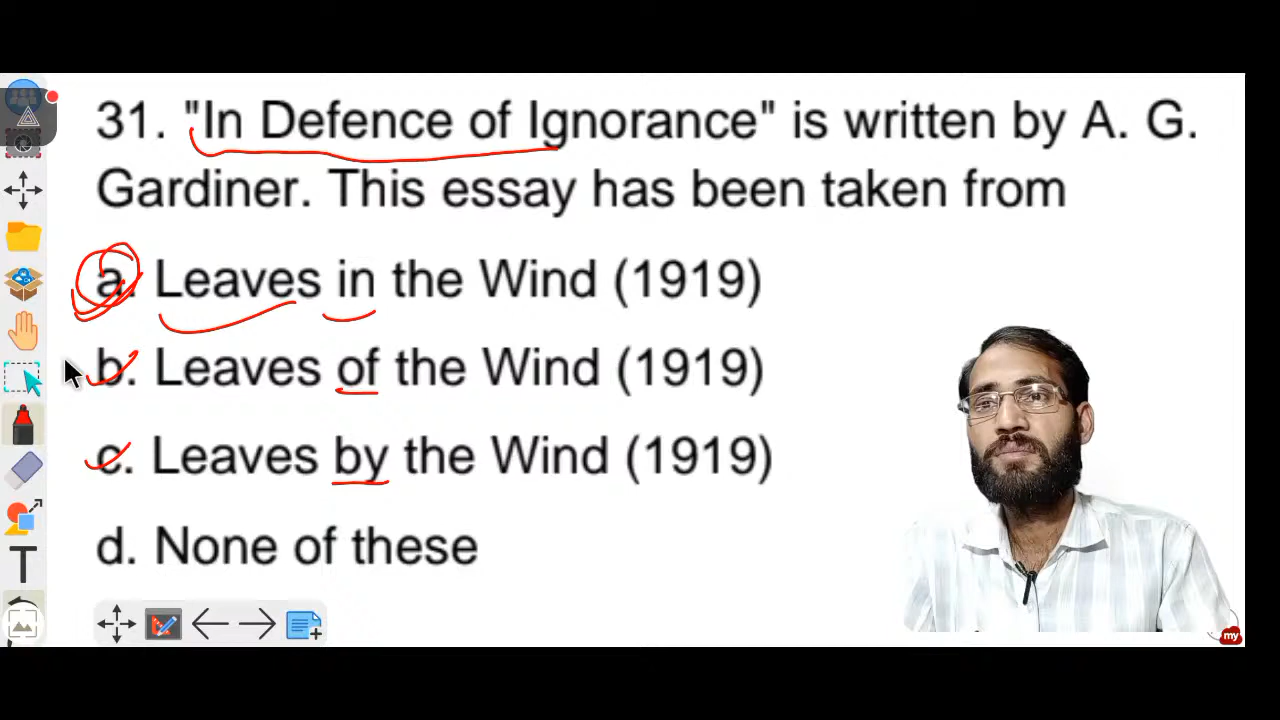 31. "In Defence of Ignorance" is written by A. G.
Gardiner. This essay has been taken from
a. Leaves in the Wind (1919)
b. Leaves of the Wind (1919)
c. Leaves by the Wind (1919)
d. None of these
T
my